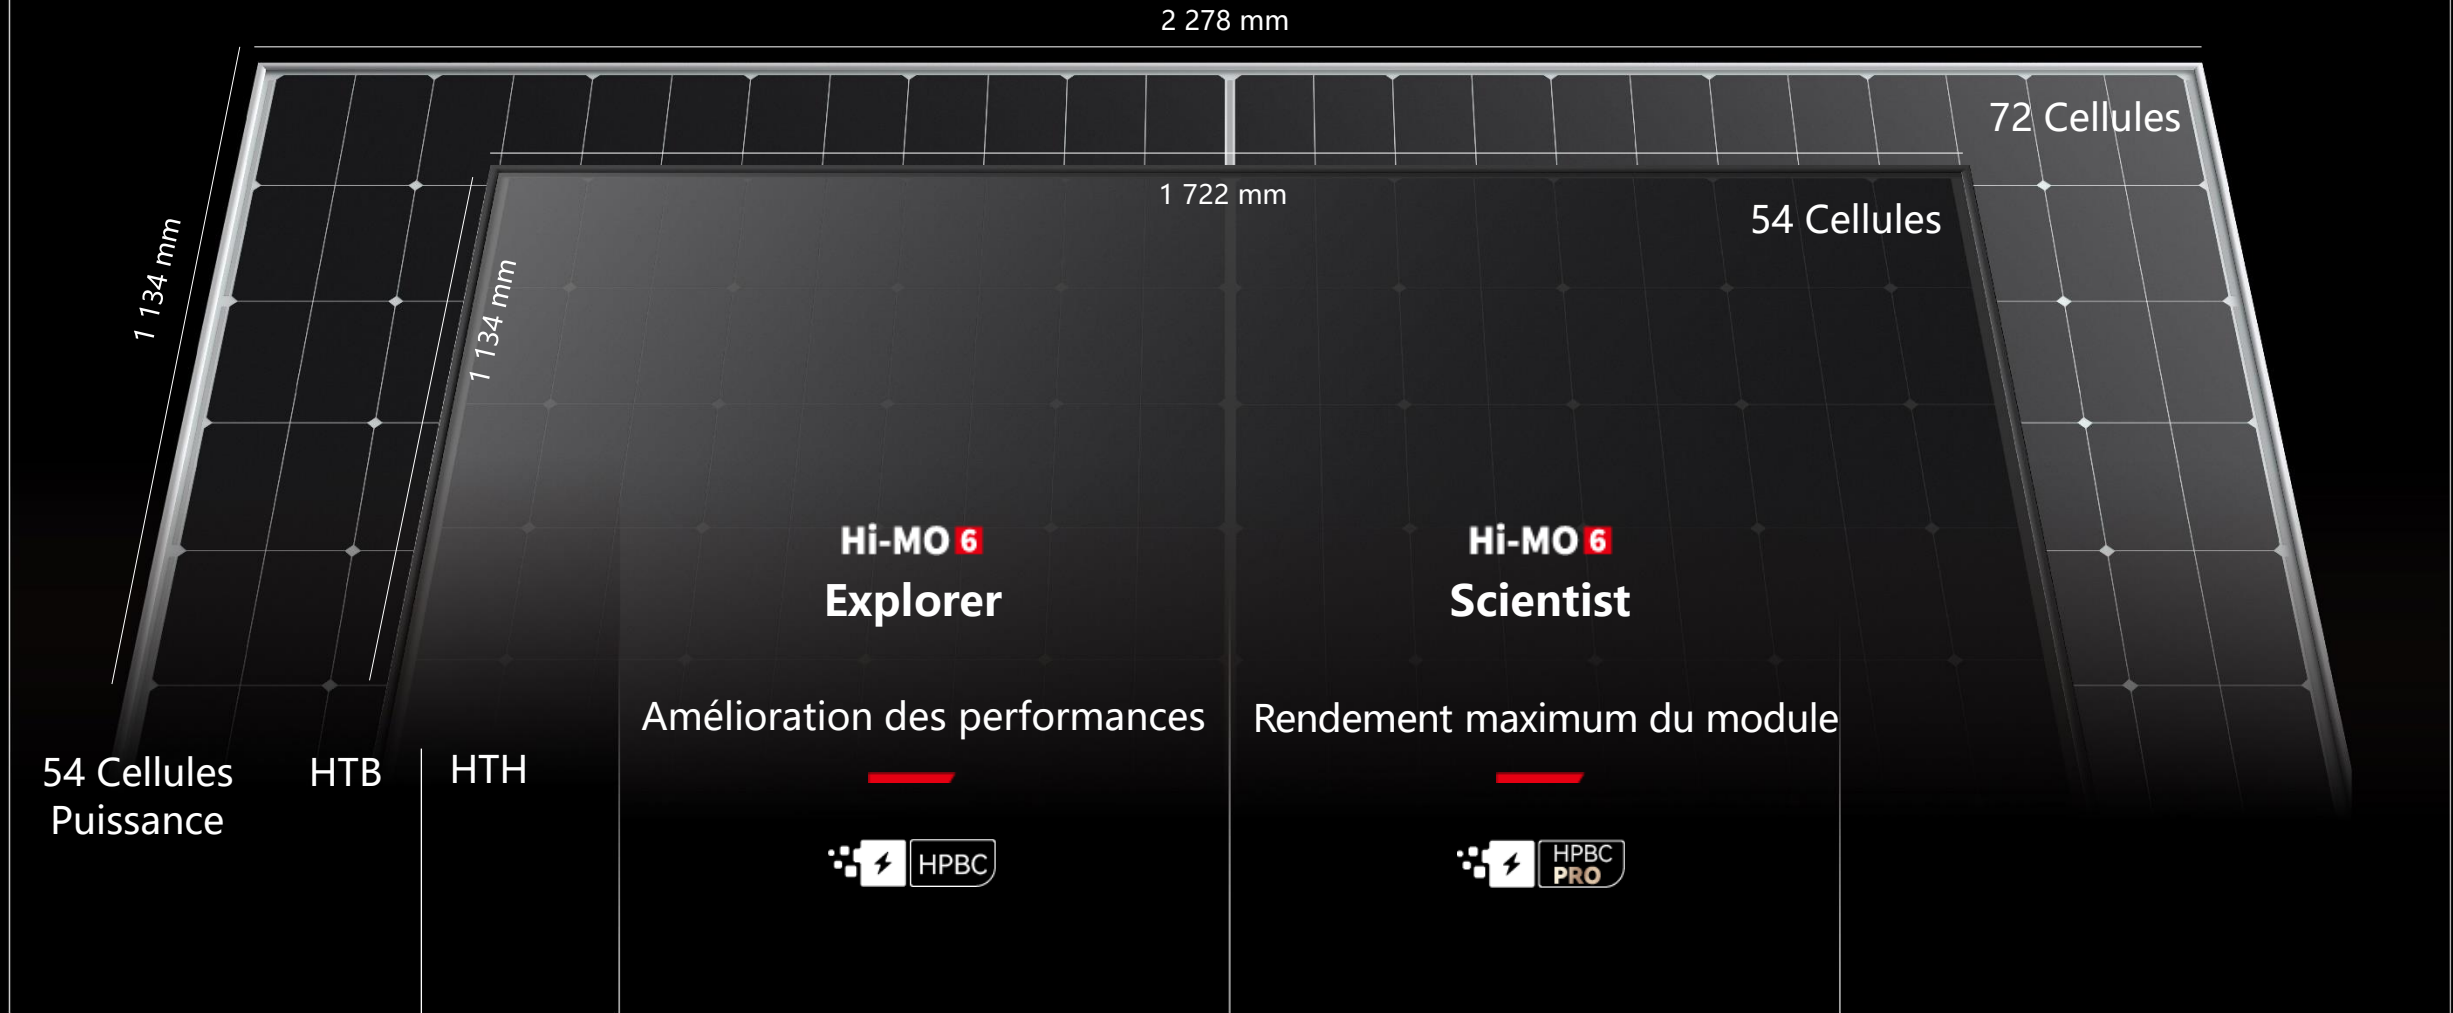 2 278 mm
72 Cellules
1 722 mm
54 Cellules
1 134 mm
1 134 mm
Hi-MO 6
Explorer
Hi-MO 6
Scientist
Amélioration des performances
Rendement maximum du module
54 Cellules
Puissance
HTB
HTH
HPBC
HPBC
PRO